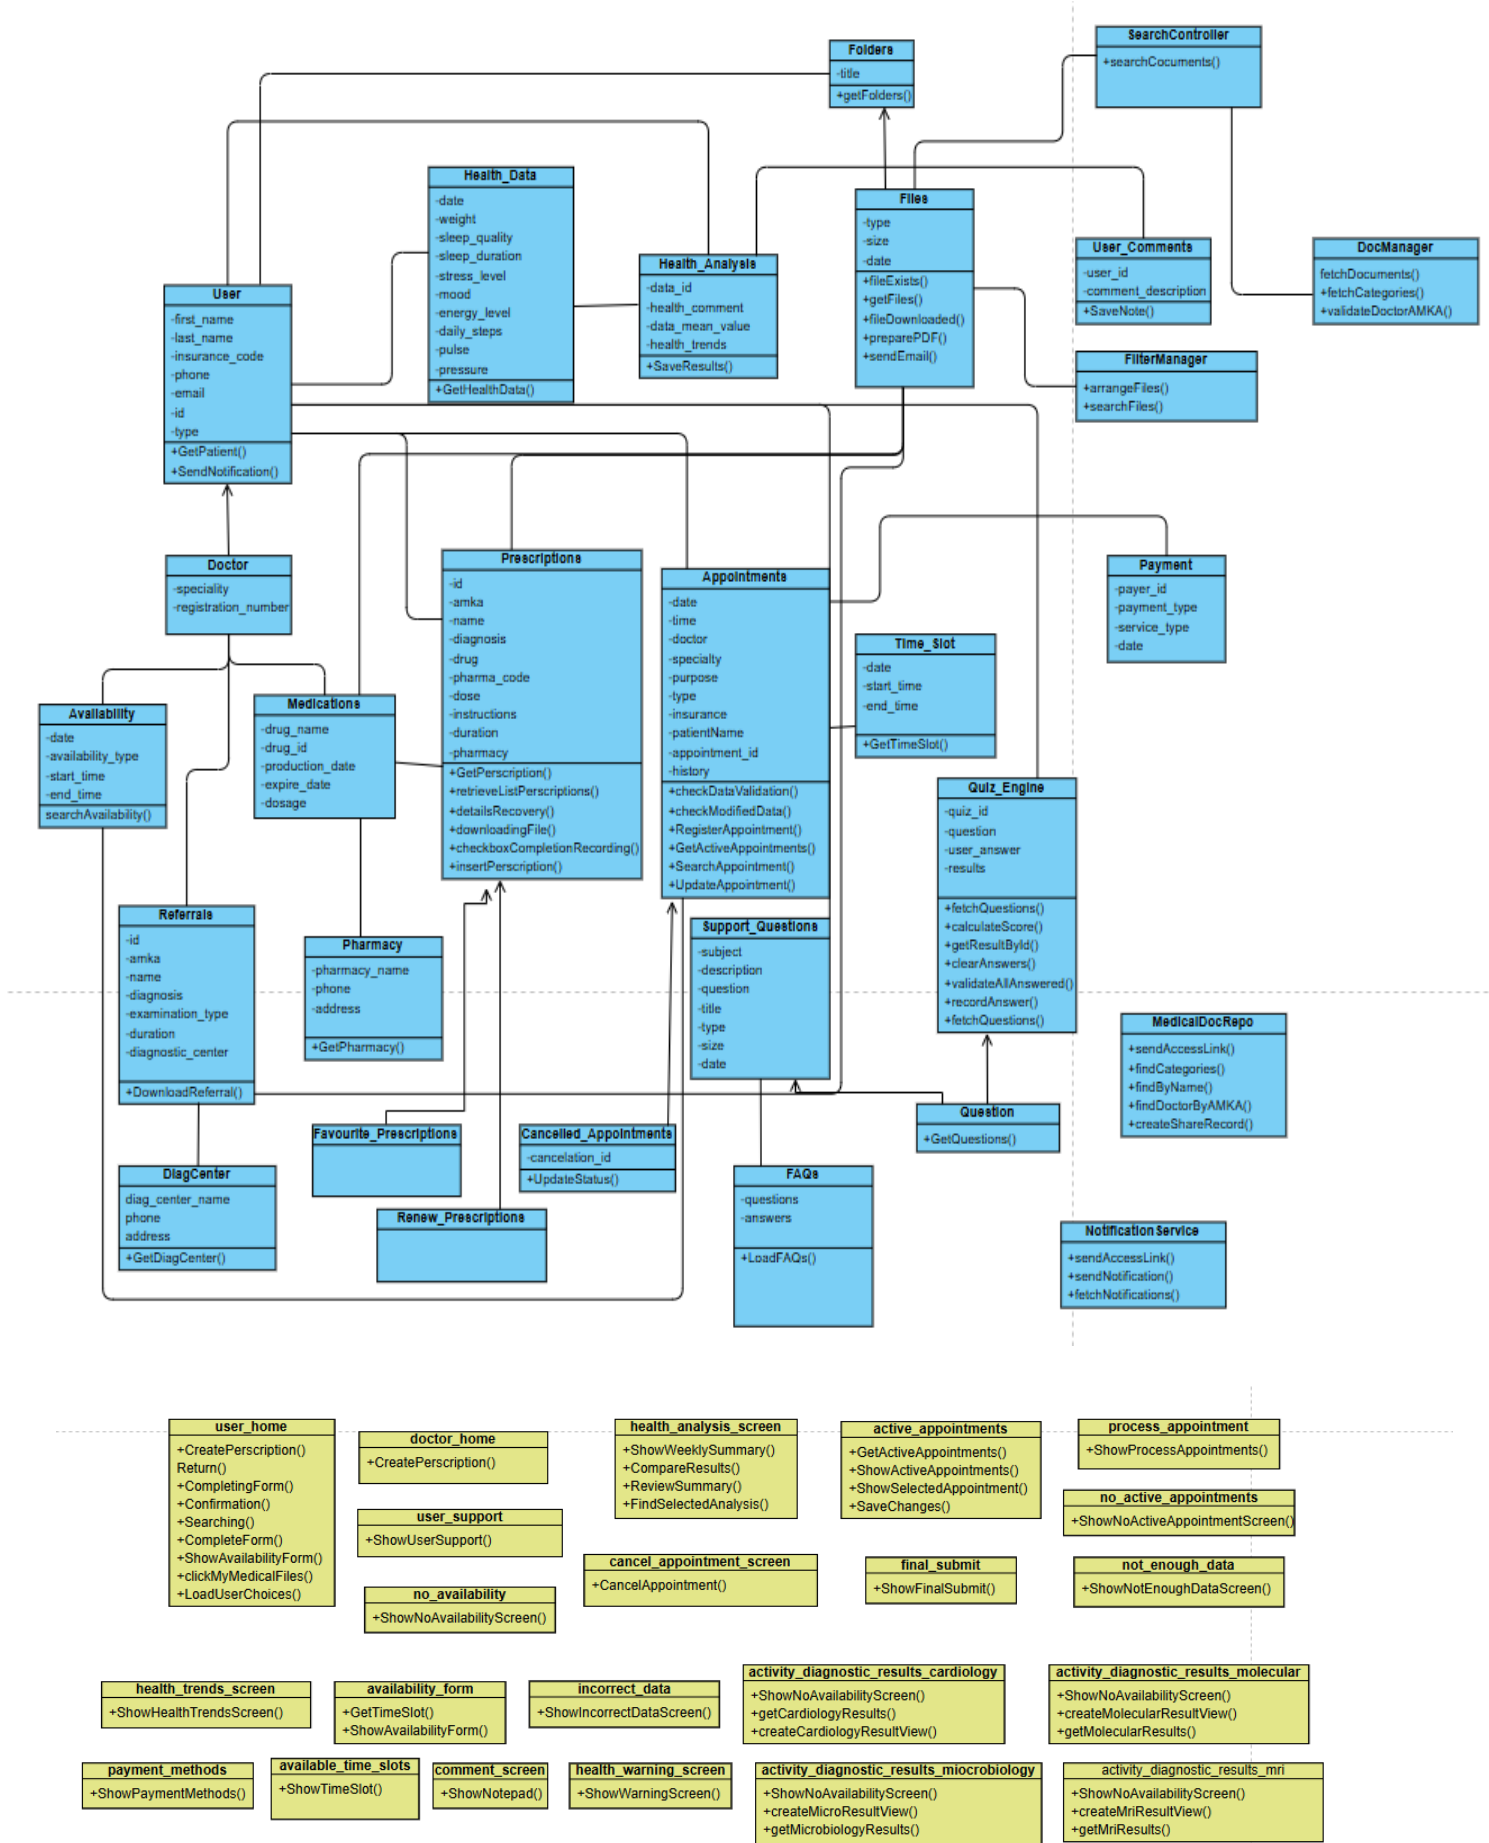 Folders
-title
+getFolders()
SearchController
+searchCocuments()
Health_Data
-date
-weight
-sleep_quality
-sleep_duration
-stress_level
-mood
-energy_level
-daily_steps
-pulse
-pressure
+GetHealthData()
Files
-type
-size
-date
+fileExists()
+getFiles()
+fileDownloaded()
+preparePDF()
+sendEmail()
User_Comments
-user_id
-comment_description
+SaveNote()
DocManager
fetchDocuments()
+fetchCategories()
+validateDoctorAMKA()
Health_Analysis
-data_id
-health_comment
-data_mean_value
-health_trends
+SaveResults()
User
-first_name
-last_name
-insurance_code
-phone
-email
-id
-type
+GetPatient()
+SendNotification()
FilterManager
+arrangeFiles()
+searchFiles()
Doctor
-speciality
-registration_number
Prescriptions
-id
-amka
-name
-diagnosis
-drug
-pharma_code
-dose
-instructions
-duration
-pharmacy
+GetPerscription()
+retrieveListPerscriptions()
+detailsRecovery()
+downloadingFile()
+checkboxCompletionRecording()
+insertPerscription()
Appointments
-date
-time
-doctor
-specialty
-purpose
-type
-insurance
-patientName
-appointment_id
-history
+checkDataValidation()
+checkModifiedData()
+RegisterAppointment()
+GetActiveAppointments()
+SearchAppointment()
+UpdateAppointment()
Payment
-payer_id
-payment_type
-service_type
-date
Time_Slot
-date
-start_time
-end_time
+GetTimeSlot()
Availability
-date
-availability_type
-start_time
-end_time
searchAvailability()
Medications
-drug_name
-drug_id
-production_date
-expire_date
-dosage
Quiz_Engine
-quiz_id
-question
-user_answer
-results
+fetchQuestions()
+calculateScore()
+getResultById()
+clearAnswers()
+validateAllAnswered()
+recordAnswer()
+fetchQuestions()
Referrals
-id
-amka
-name
-diagnosis
-examination_type
-duration
-diagnostic_center
+DownloadReferral()
Pharmacy
-pharmacy_name
-phone
-address
+GetPharmacy()
Support_Questions
-subject
-description
-question
-title
-type
-size
-date
MedicalDocRepo
+sendAccessLink()
+findCategories()
+findByName()
+findDoctorByAMKA()
+createShareRecord()
Question
+GetQuestions()
Favourite_Prescriptions
Cancelled_Appointments
-cancelation_id
+UpdateStatus()
DiagCenter
diag_center_name
phone
address
+GetDiagCenter()
FAQs
-questions
-answers
+LoadFAQs()
Renew_Prescriptions
NotificationService
+sendAccessLink()
+sendNotification()
+fetchNotifications()
user_home
+CreatePerscription()
Return()
+CompletingForm()
+Confirmation()
+Searching()
+CompleteForm()
+ShowAvailabilityForm()
+clickMyMedicalFiles()
+LoadUserChoices()
doctor_home
+CreatePerscription()
health_analysis_screen
+ShowWeeklySummary()
+CompareResults()
+ReviewSummary()
+FindSelectedAnalysis()
active_appointments
+GetActiveAppointments()
+ShowActiveAppointments()
+ShowSelectedAppointment()
+SaveChanges()
process_appointment
+ShowProcessAppointments()
no_active_appointments
+ShowNoActiveAppointmentScreen()
user_support
+ShowUserSupport()
cancel_appointment_screen
+CancelAppointment()
final_submit
+ShowFinalSubmit()
not_enough_data
+ShowNotEnoughDataScreen()
no_availability
+ShowNoAvailabilityScreen()
health_trends_screen
+ShowHealthTrendsScreen()
availability_form
+GetTimeSlot()
+ShowAvailabilityForm()
incorrect_data
+ShowIncorrectDataScreen()
activity_diagnostic_results_cardiology
+ShowNoAvailabilityScreen()
+getCardiologyResults()
+createCardiologyResultView()
activity_diagnostic_results_molecular
+ShowNoAvailabilityScreen()
+createMolecularResultView()
+getMolecularResults()
payment_methods
+ShowPaymentMethods()
available_time_slots
+ShowTimeSlot()
comment_screen
+ShowNotepad()
health_warning_screen
+ShowWarningScreen()
activity_diagnostic_results_miocrobiology
+ShowNoAvailabilityScreen()
+createMicroResultView()
+getMicrobiologyResults()
activity_diagnostic_results_mri
+ShowNoAvailabilityScreen()
+createMriResultView()
+getMriResults()